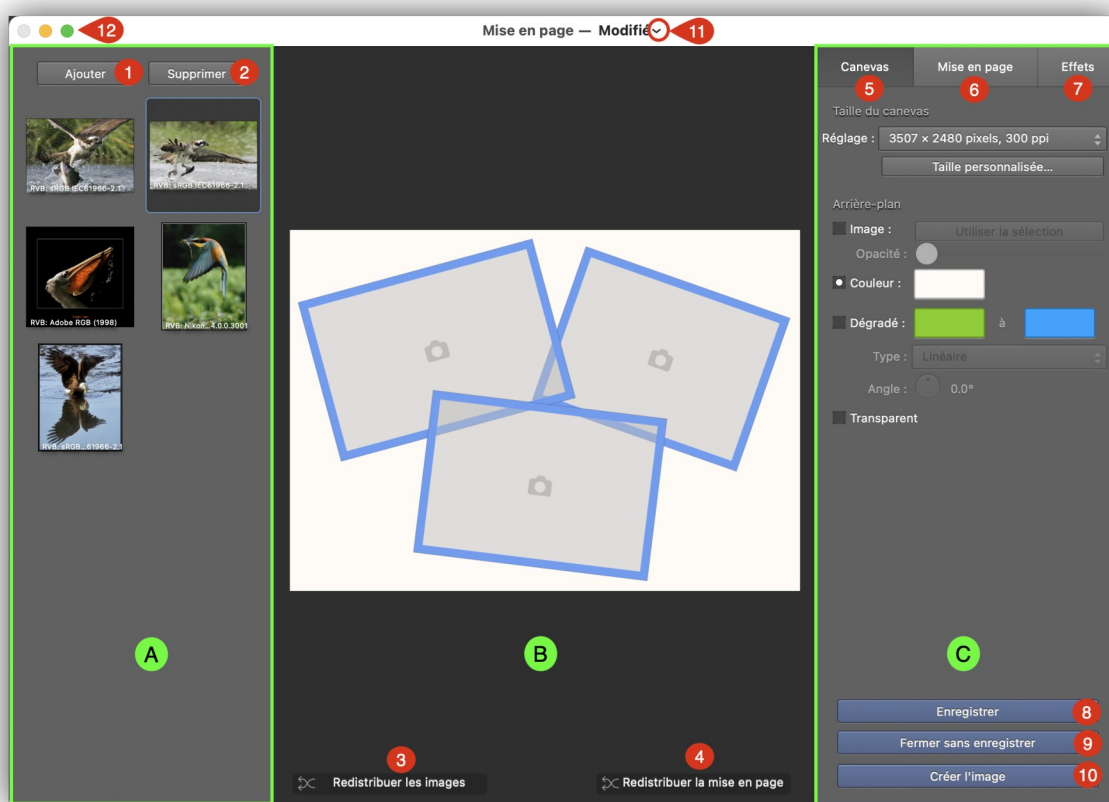 12
Mise en page — Modifié
11
Ajouter
1
Supprimer
2
RVB: sRGB IEC61966-2.1
RVB: sRGB IEC61966-2.1
RVB: Adobe RGB (1998)
RVB: Nikon...4.0.0.3001
RVB: sRGB...61966-2.1
A
B
3
Redistribuer les images
4
Redistribuer la mise en page
Canevas
Mise en page
Effets
5
6
7
Taille du canevas
Réglage : 3507 × 2480 pixels, 300 ppi
Taille personnalisée...
Arrière-plan
Image : Utiliser la sélection
Opacité :
Couleur :
Dégradé : à
Type : Linéaire
Angle : 0.0°
Transparent
C
Enregistrer
8
Fermer sans enregistrer
9
Créer l'image
10